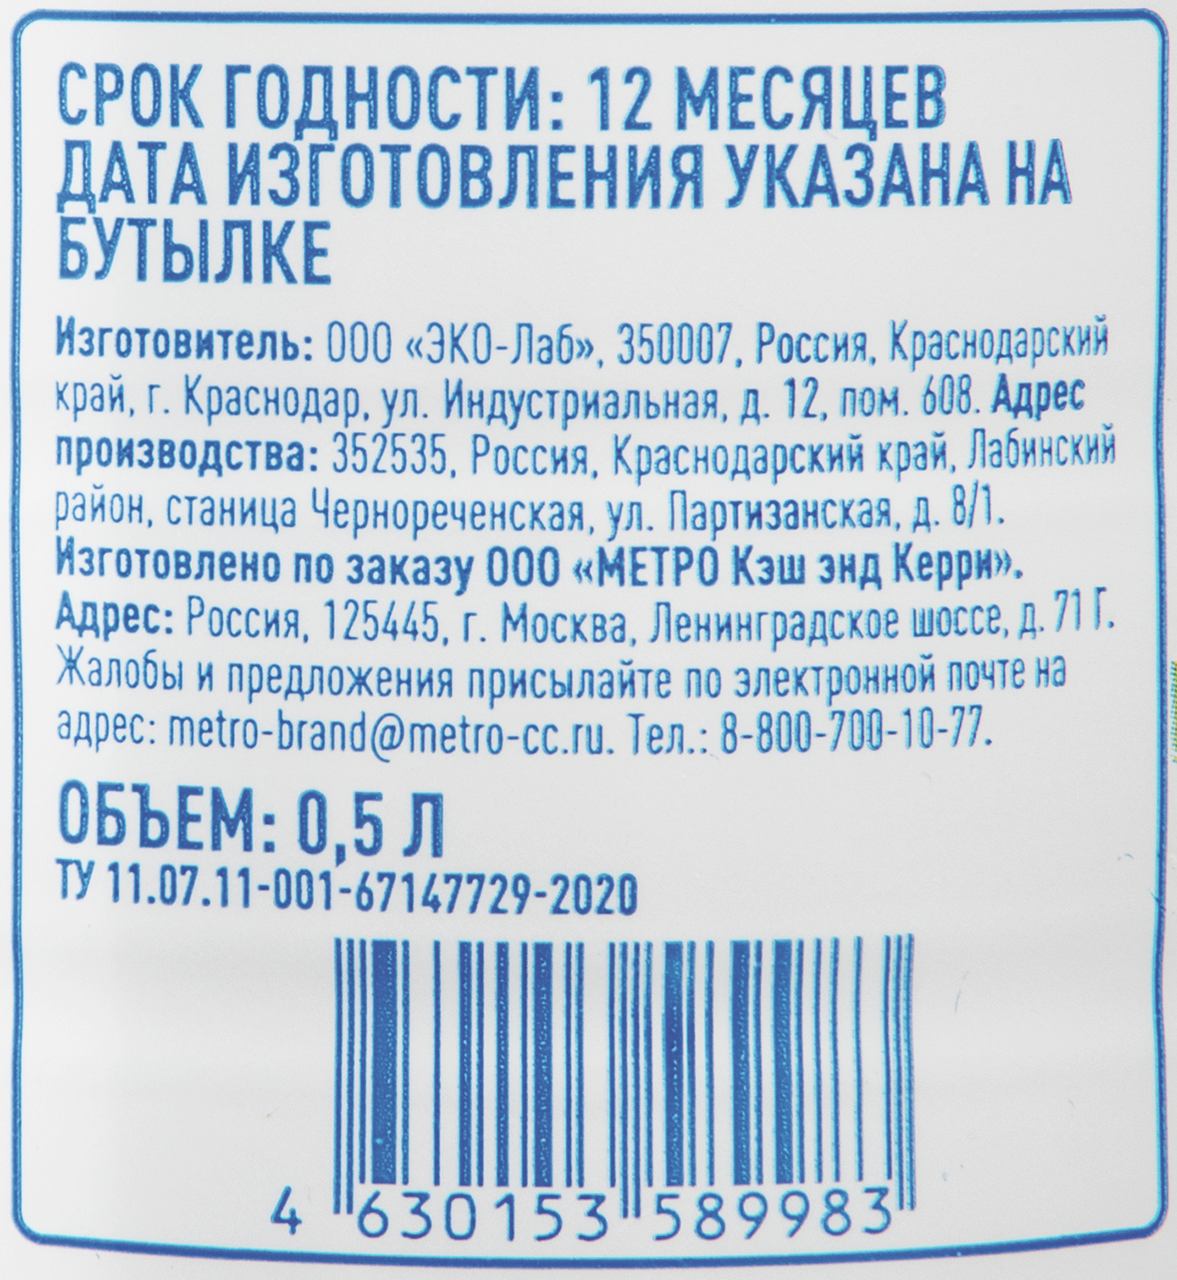 СРОК ГОДНОСТИ: 12 МЕСЯЦЕВ
ДАТА ИЗГОТОВЛЕНИЯ УКАЗАНА НА
БУТЫЛКЕ
Изготовитель: ООО «ЭКО-Лаб», 350007, Россия, Краснодарский
край, г. Краснодар, ул. Индустриальная, д. 12, пом. 608. Адрес
производства: 352535, Россия, Краснодарский край, Лабинский
район, станица Чернореченская, ул. Партизанская, д. 8/1.
Изготовлено по заказу ООО «МЕТРО Кэш энд Керри».
Адрес: Россия, 125445, г. Москва, Ленинградское шоссе, д. 71 Г.
Жалобы и предложения присылайте по электронной почте на
адрес: metro-brand@metro-cc.ru. Тел.: 8-800-700-10-77.
ОБЪЕМ: 0,5 Л
ТУ 11.07.11-001-67147729-2020
4 630153 589983